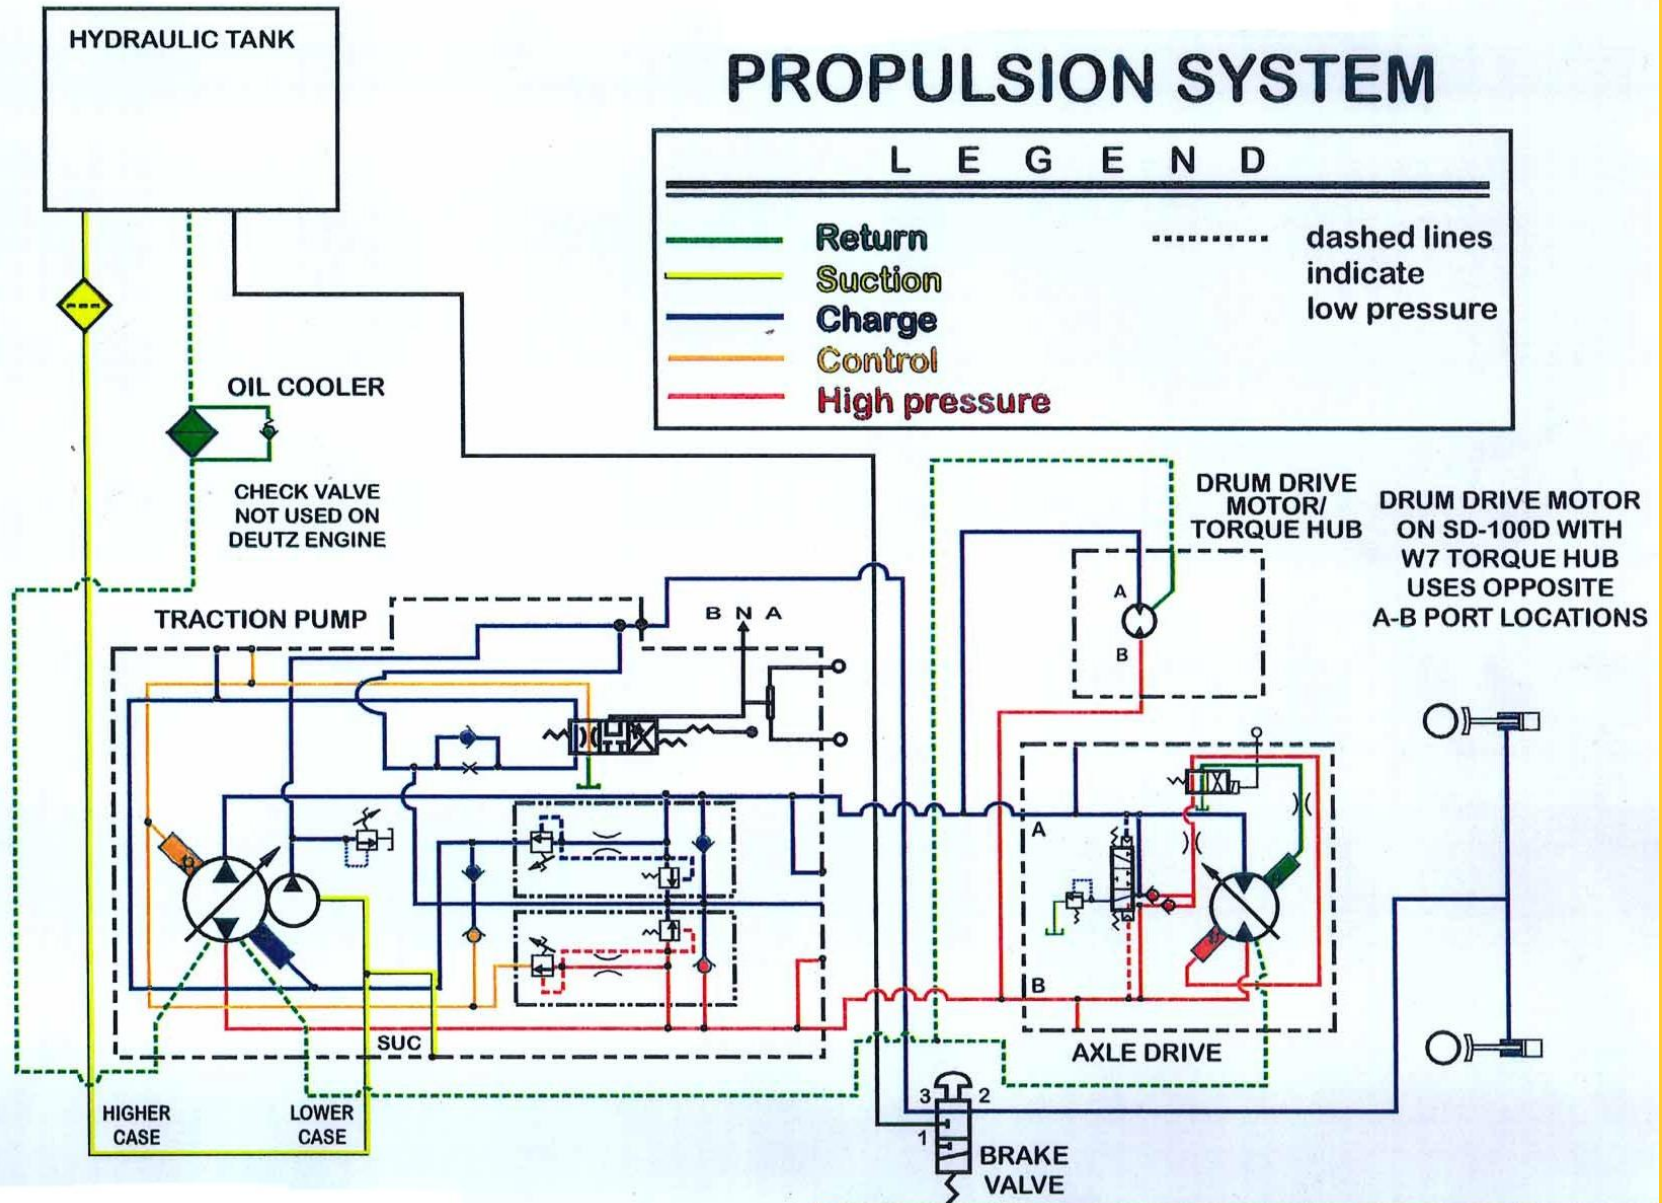 HYDRAULIC TANK
PROPULSION SYSTEM
L E G E N D
Return
Suction
Charge
Control
High pressure
dashed lines
indicate
low pressure
OIL COOLER
CHECK VALVE
NOT USED ON
DEUTZ ENGINE
DRUM DRIVE
MOTOR/
TORQUE HUB
DRUM DRIVE MOTOR
ON SD-100D WITH
W7 TORQUE HUB
USES OPPOSITE
A-B PORT LOCATIONS
TRACTION PUMP
B N A
A
B
A
B
SUC
AXLE DRIVE
HIGHER
CASE
LOWER
CASE
3 2
1
BRAKE
VALVE